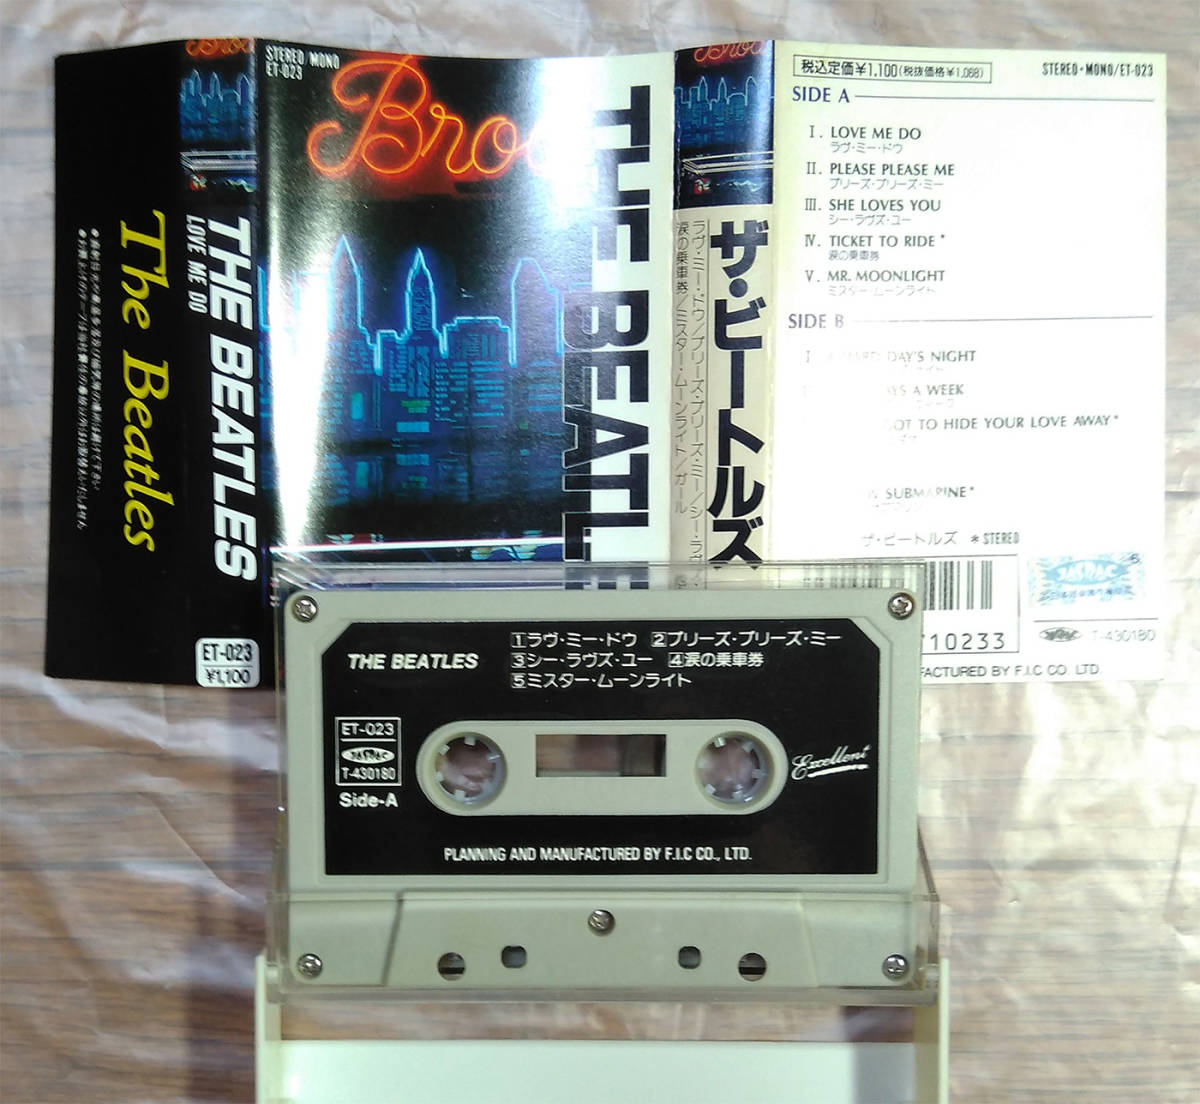 The Beatles
THE BEATLES
LOVE ME DO
ET-023
¥1,100
STEREO/MONO
ET-023
Bro
THE BEATL
ザ・ビートルズ
ラヴ・ミー・ドゥ/プリーズ・プリーズ・ミー/シー・ラヴズ・
涙の乗車券/ミスター・ムーンライト/ガール
税込定価¥1,100(税抜価格¥1,068)
STEREO・MONO/ET-023
SIDE A
I. LOVE ME DO
ラヴ・ミー・ドゥ
II. PLEASE PLEASE ME
プリーズ・プリーズ・ミー
III. SHE LOVES YOU
シー・ラヴズ・ユー
IV. TICKET TO RIDE*
涙の乗車券
V. MR. MOONLIGHT
ミスター・ムーンライト
SIDE B
DAY'S NIGHT
A WEEK
TO HIDE YOUR LOVE AWAY*
SUBMARINE*
ザ・ビートルズ *STEREO
JASRAC
10233
T-430180
FACTURED BY F.I.C CO. LTD.
THE BEATLES
1ラヴ・ミー・ドゥ 2プリーズ・プリーズ・ミー
3シー・ラヴズ・ユー 4涙の乗車券
5ミスター・ムーンライト
ET-023
JASRAC
T-430180
Side-A
Excellent
PLANNING AND MANUFACTURED BY F.I.C CO., LTD.